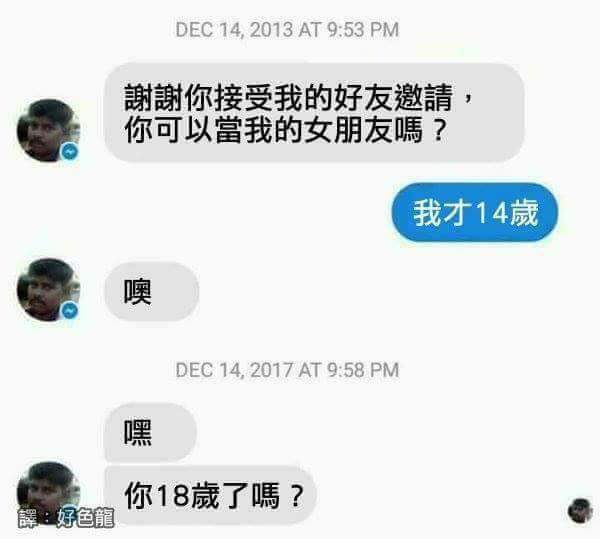 DEC 14, 2013 AT 9:53 PM
謝謝你接受我的好友邀請，
你可以當我的女朋友嗎？
我才14歲
噢
DEC 14, 2017 AT 9:58 PM
嘿
你18歲了嗎？
譯：好色龍